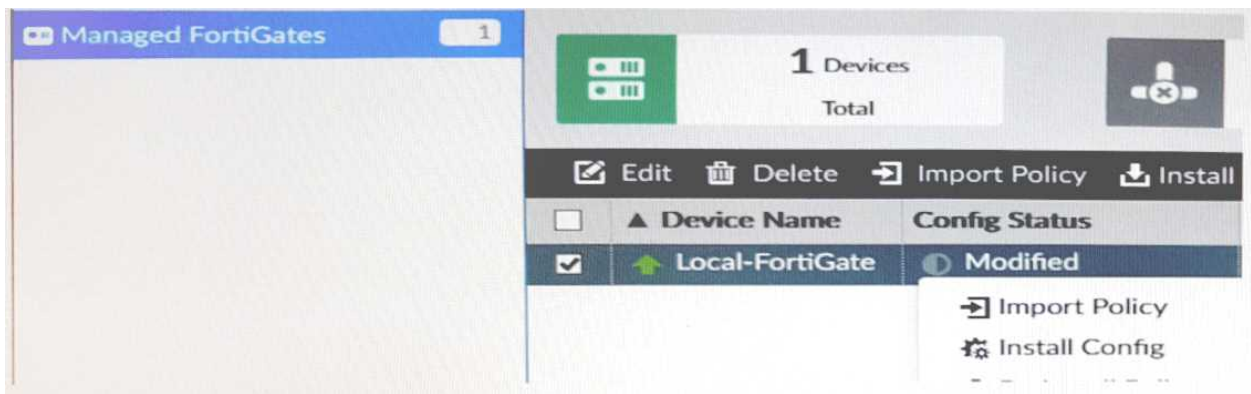 Managed FortiGates 1
1 Devices
Total
Edit Delete Import Policy Install
Device Name Config Status
Local-FortiGate Modified
Import Policy
Install Config